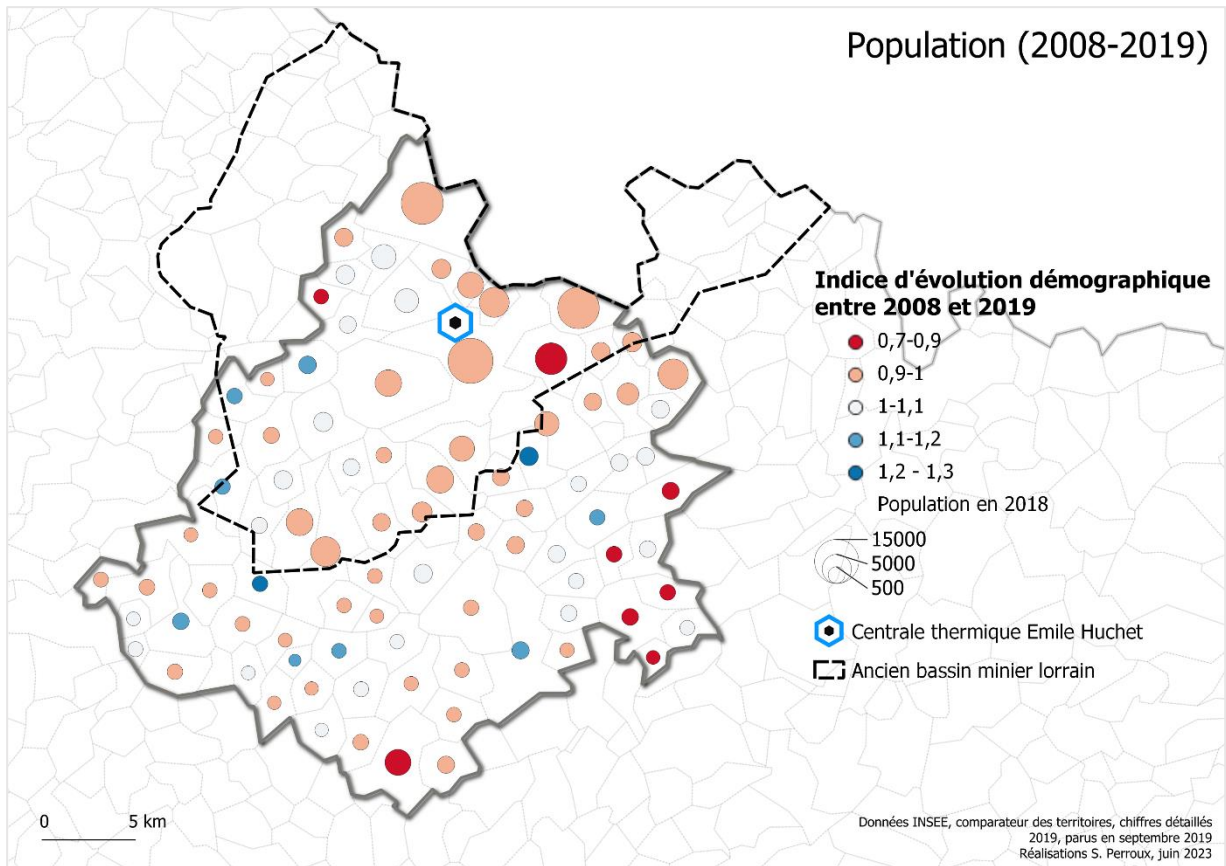 Population (2008-2019)
Indice d'évolution démographique
entre 2008 et 2019
0,7-0,9
0,9-1
1-1,1
1,1-1,2
1,2 - 1,3
Population en 2018
15000
5000
500
Centrale thermique Emile Huchet
Ancien bassin minier lorrain
0 5 km
Données INSEE, comparateur des territoires, chiffres détaillés
2019, parus en septembre 2019
Réalisations S. Perroux, juin 2023